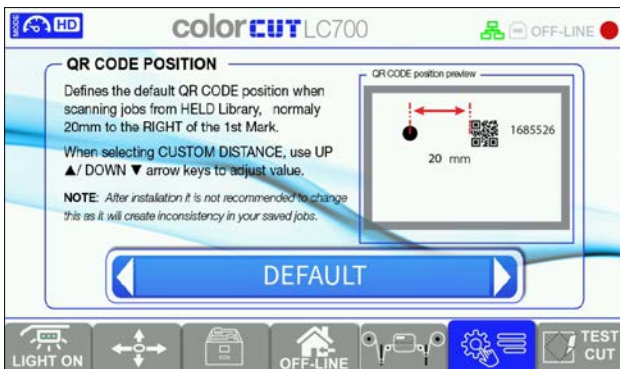 MODE HD
colorCUT LC700
OFF-LINE
QR CODE POSITION
Defines the default QR CODE position when
scanning jobs from HELD Library, normaly
20mm to the RIGHT of the 1st Mark.
When selecting CUSTOM DISTANCE, use UP
▲/ DOWN ▼ arrow keys to adjust value.
NOTE: After instalation it is not recommended to change
this as it will create inconsistency in your saved jobs.
QR CODE position preview
1685526
20 mm
DEFAULT
LIGHT ON
OFF-LINE
TEST
CUT